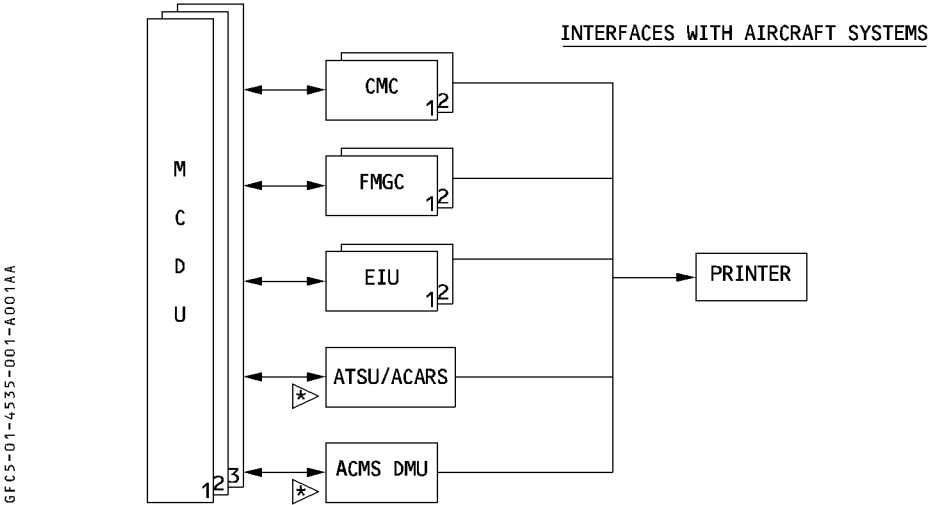 INTERFACES WITH AIRCRAFT SYSTEMS
M
C
D
U
1 2 3
CMC
1 2
FMGC
1 2
EIU
1 2
ATSU/ACARS
*
ACMS DMU
*
PRINTER
GFC5-01-4535-001-A001AA